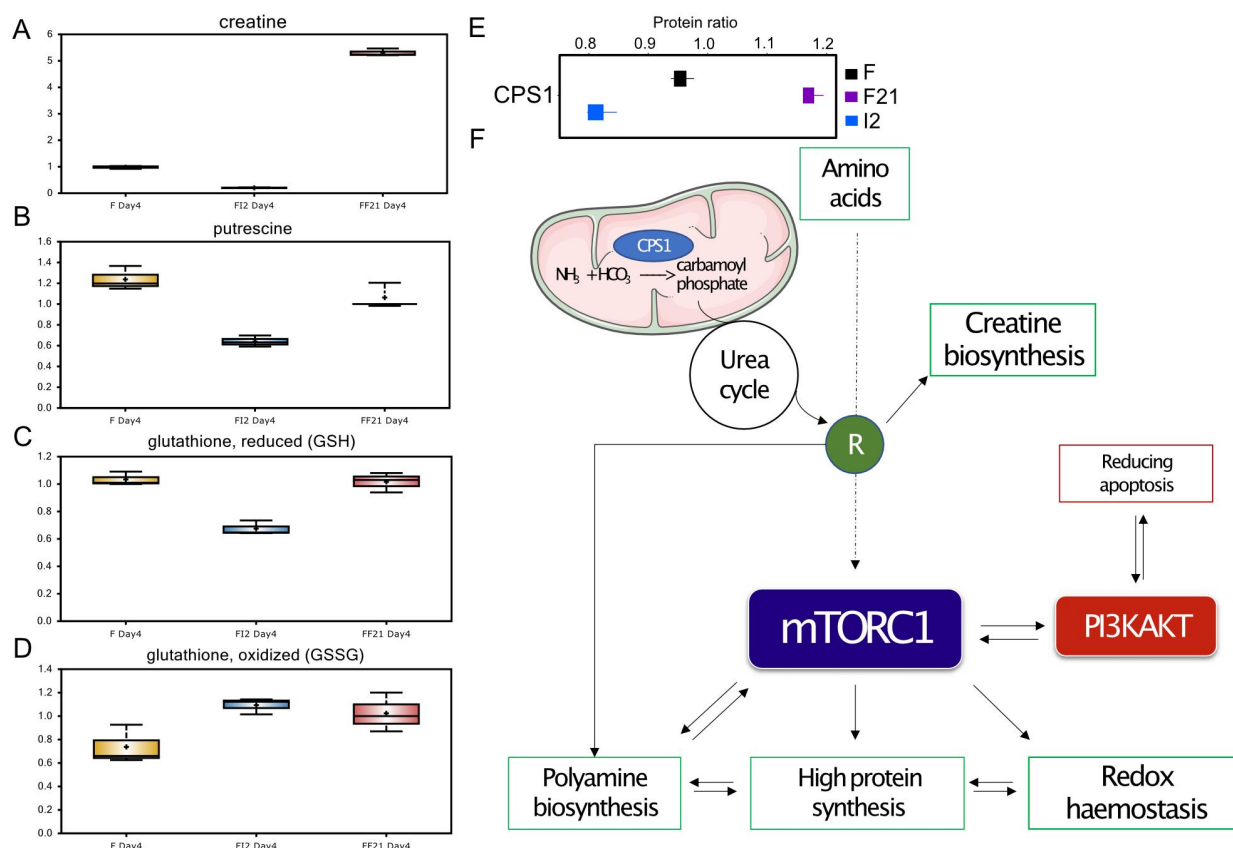 A
creatine
6
5
4
3
2
1
0
F Day4
FI2 Day4
FF21 Day4
B
putrescine
1.6
1.4
1.2
1.0
0.8
0.6
0.4
0.2
0.0
F Day4
FI2 Day4
FF21 Day4
C
glutathione, reduced (GSH)
1.2
1.0
0.8
0.6
0.4
0.2
0.0
F Day4
FI2 Day4
FF21 Day4
D
glutathione, oxidized (GSSG)
1.4
1.2
1.0
0.8
0.6
0.4
0.2
0.0
F Day4
FI2 Day4
FF21 Day4
E
Protein ratio
0.8 0.9 1.0 1.1 1.2
CPS1
F
F21
I2
F
Amino
acids
CPS1
NH3 +HCO3
carbamoyl
phosphate
Urea
cycle
Creatine
biosynthesis
R
Reducing
apoptosis
mTORC1
PI3KAKT
Polyamine
biosynthesis
High protein
synthesis
Redox
haemostasis